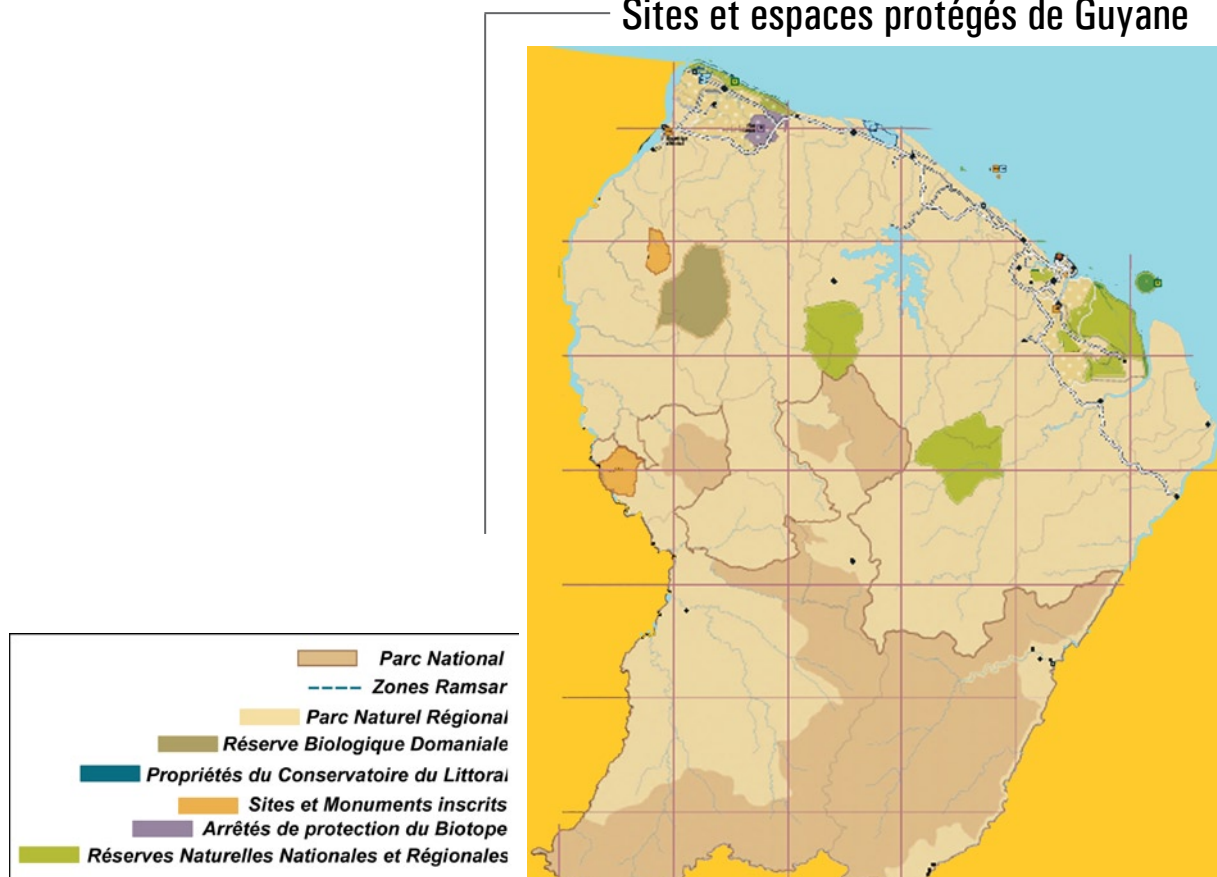 Sites et espaces protégés de Guyane
Parc National
Zones Ramsar
Parc Naturel Régional
Réserve Biologique Domaniale
Propriétés du Conservatoire du Littoral
Sites et Monuments inscrits
Arrêtés de protection du Biotope
Réserves Naturelles Nationales et Régionales